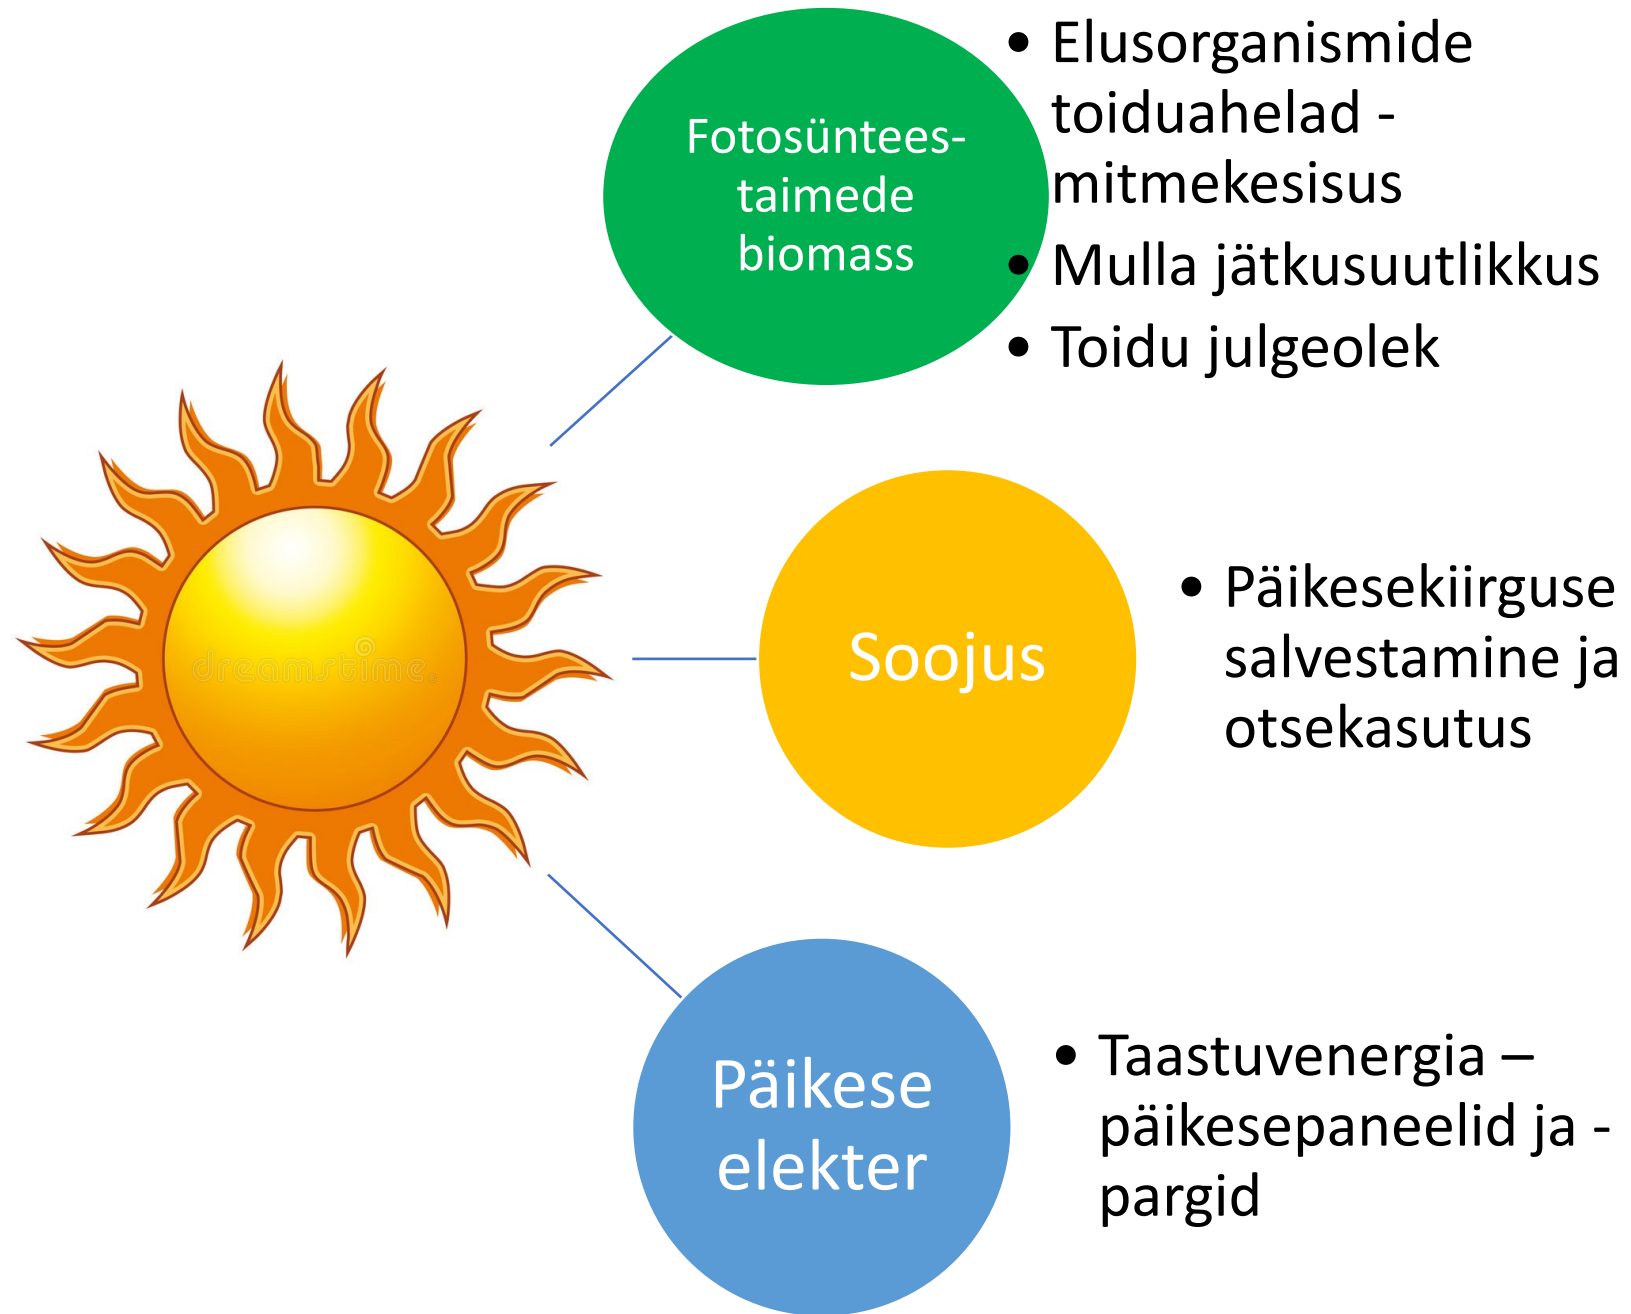 Fotosüntees-
taimede
biomass
• Elusorganismide
toiduahelad -
mitmekesisus
• Mulla jätkusuutlikkus
• Toidu julgeolek
dreamstime.
Soojus
• Päikesekiirguse
salvestamine ja
otsekasutus
Päikese
elekter
• Taastuvenergia –
päikesepaneelid ja -
pargid